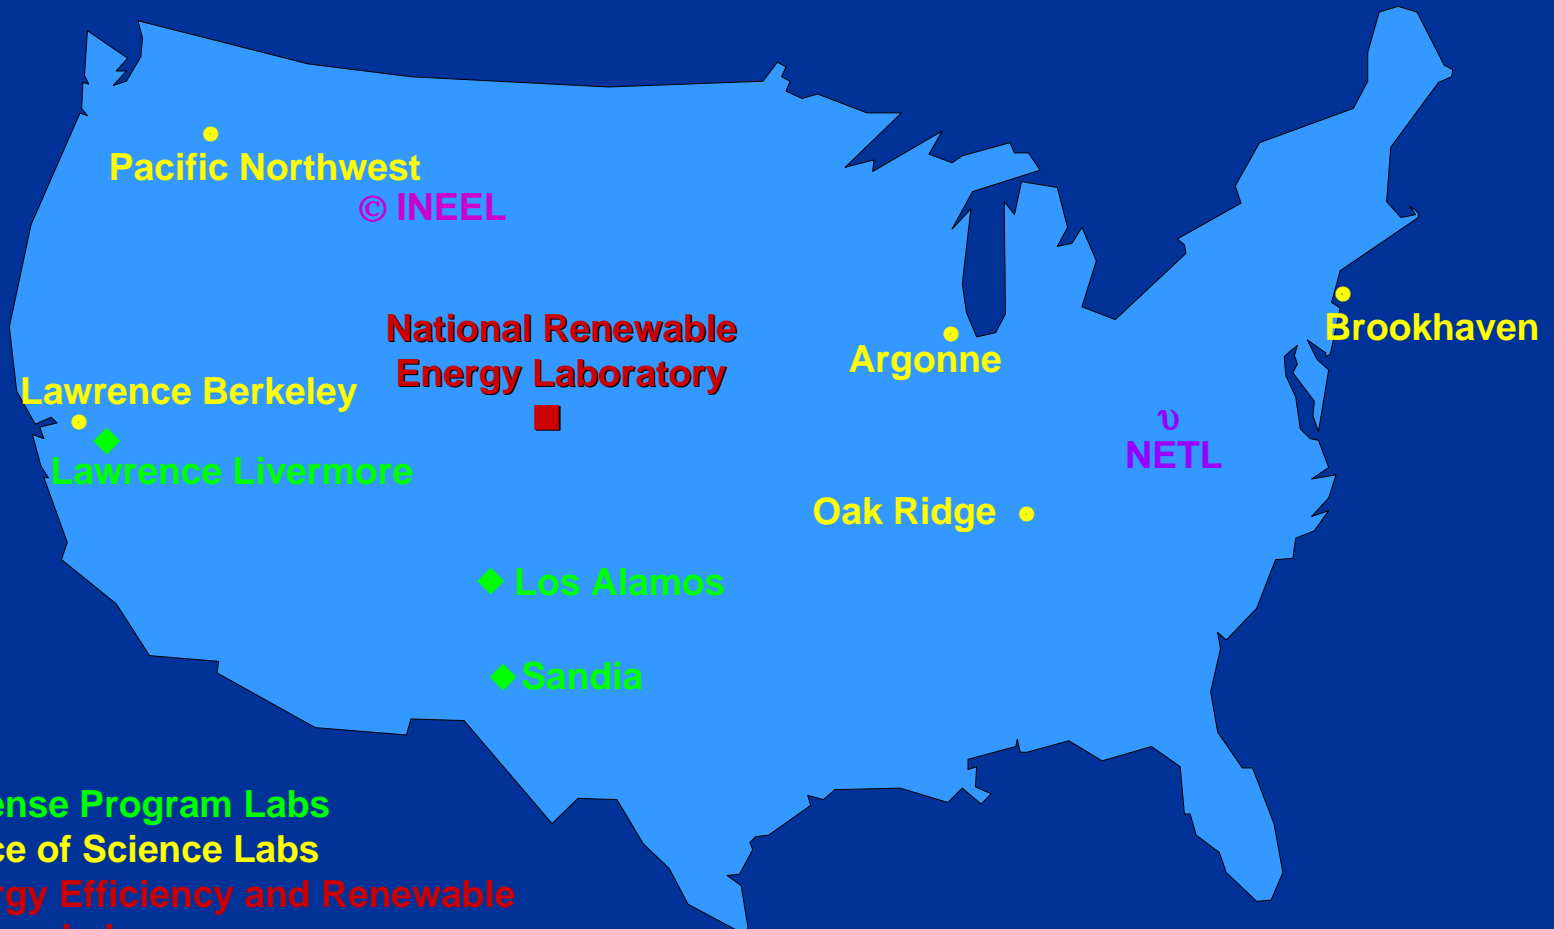 Pacific Northwest
© INEEL
National Renewable
Energy Laboratory
Brookhaven
Argonne
Lawrence Berkeley
υ
NETL
Lawrence Livermore
Oak Ridge
Los Alamos
Sandia
ense Program Labs
ce of Science Labs
rgy Efficiency and Renewable